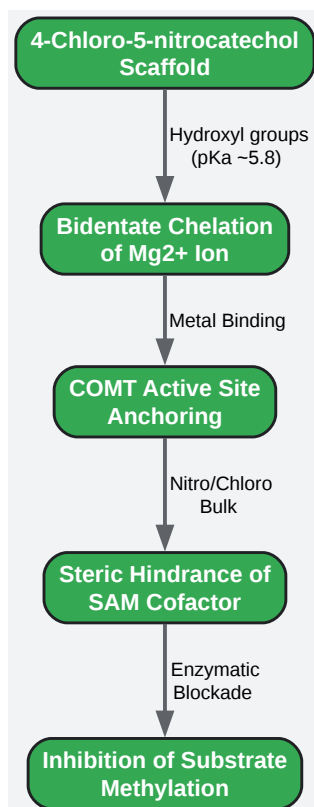 4-Chloro-5-nitrocatechol
Scaffold
Hydroxyl groups
(pKa ~5.8)
Bidentate Chelation
of Mg2+ Ion
Metal Binding
COMT Active Site
Anchoring
Nitro/Chloro
Bulk
Steric Hindrance of
SAM Cofactor
Enzymatic
Blockade
Inhibition of Substrate
Methylation